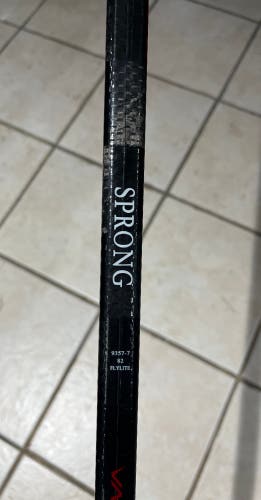 SPRONG
9357-7
82
FLYLITE